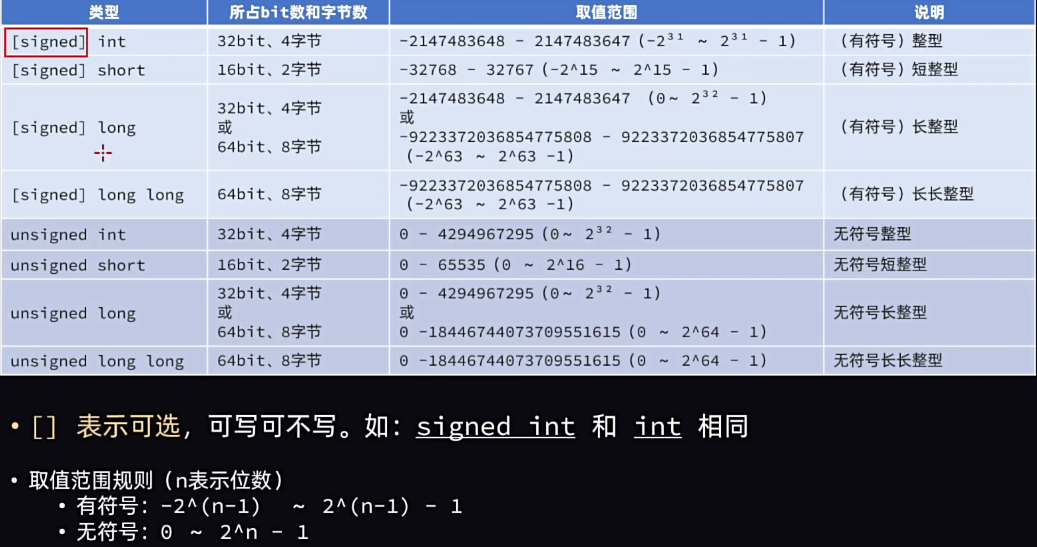 类型 所占bit数和字节数 取值范围 说明
[signed] int 32bit、4字节 -2147483648 - 2147483647 (-2³¹ ~ 2³¹ - 1) (有符号) 整型
[signed] short 16bit、2字节 -32768 - 32767 (-2^15 ~ 2^15 - 1) (有符号) 短整型
[signed] long 32bit、4字节 -2147483648 - 2147483647 (0~ 2³² - 1) (有符号) 长整型
或 或
64bit、8字节 -9223372036854775808 - 9223372036854775807
(-2^63 ~ 2^63 -1)
[signed] long long 64bit、8字节 -9223372036854775808 - 9223372036854775807 (有符号) 长长整型
(-2^63 ~ 2^63 -1)
unsigned int 32bit、4字节 0 - 4294967295 (0~ 2³² - 1) 无符号整型
unsigned short 16bit、2字节 0 - 65535 (0 ~ 2^16 - 1) 无符号短整型
unsigned long 32bit、4字节 0 - 4294967295 (0~ 2³² - 1) 无符号长整型
或 或
64bit、8字节 0 -18446744073709551615 (0 ~ 2^64 - 1)
unsigned long long 64bit、8字节 0 -18446744073709551615 (0 ~ 2^64 - 1) 无符号长长整型
• [] 表示可选，可写可不写。如：signed int 和 int 相同
• 取值范围规则 (n表示位数)
• 有符号：-2^(n-1) ~ 2^(n-1) - 1
• 无符号：0 ~ 2^n - 1